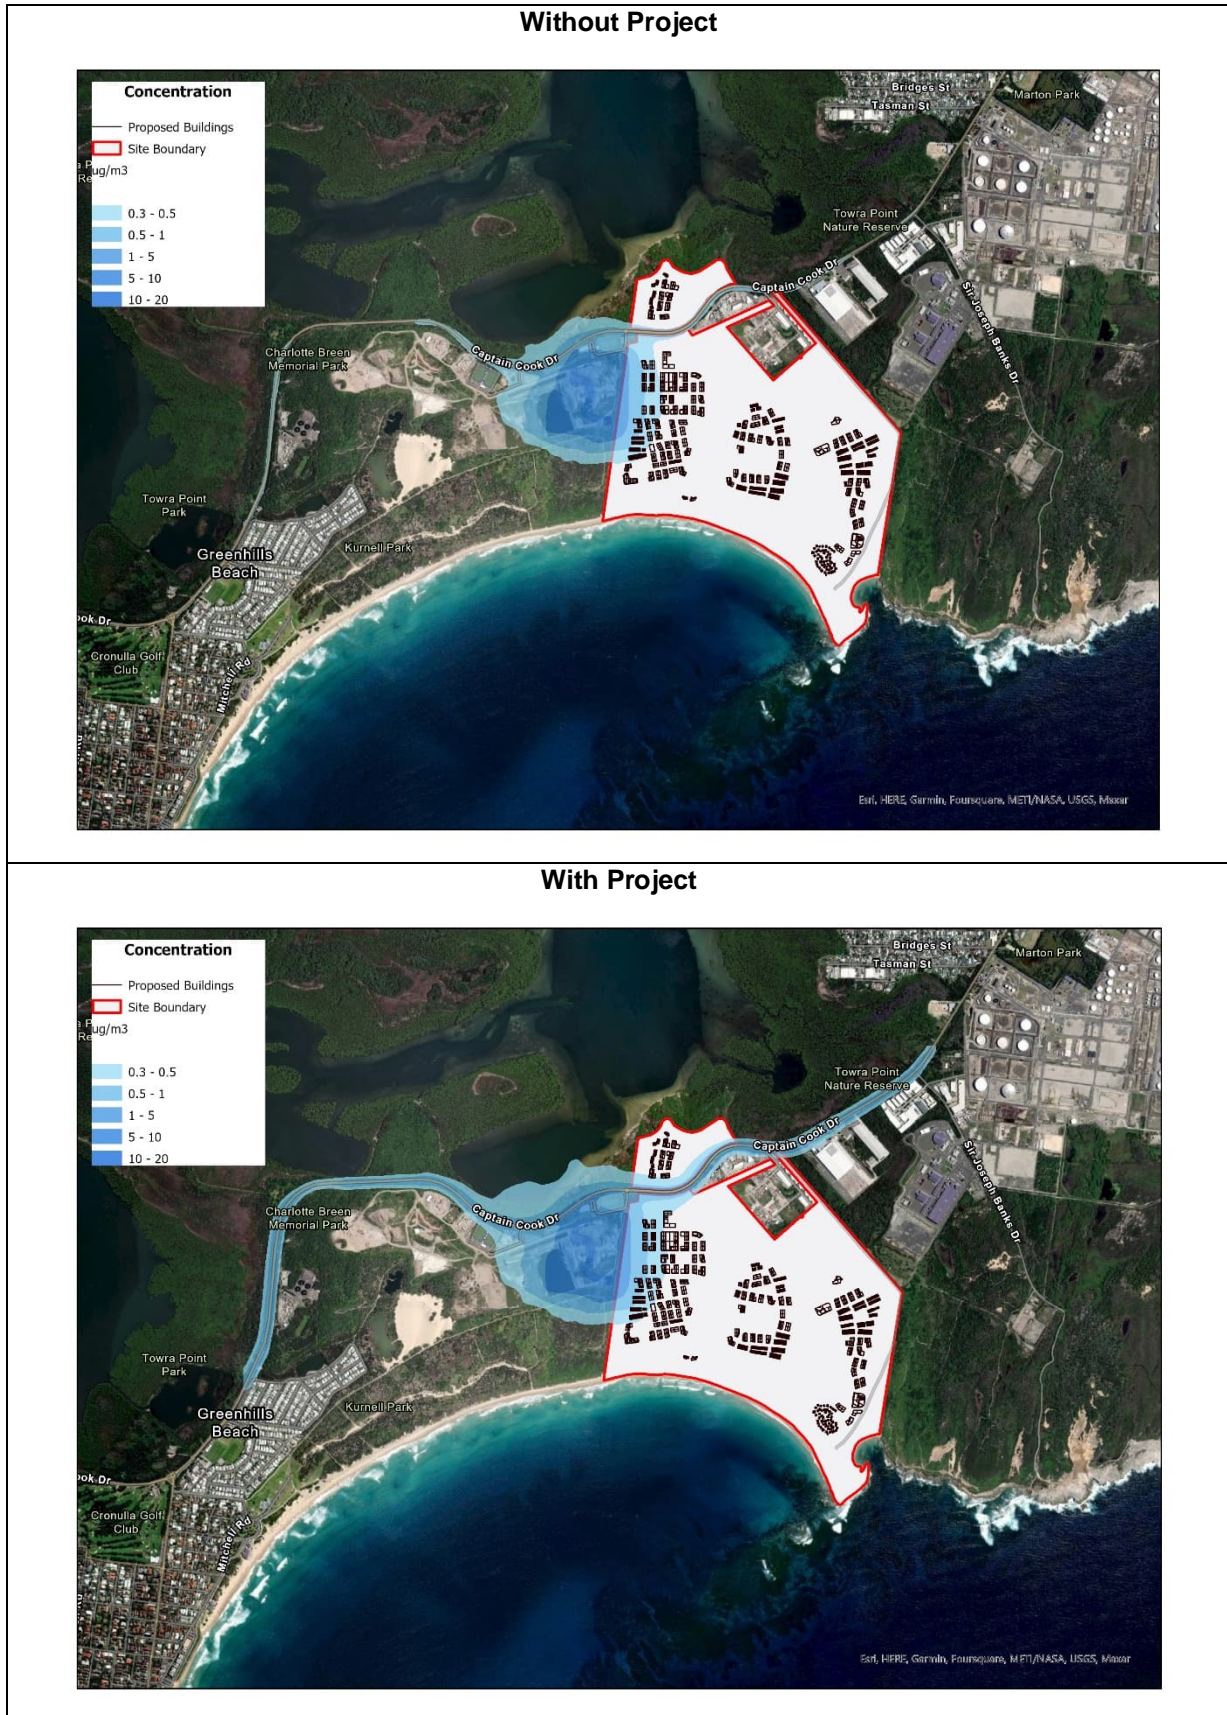 Without Project
Concentration
Proposed Buildings
Site Boundary
ug/m3
0.3 - 0.5
0.5 - 1
1 - 5
5 - 10
10 - 20
Bridges St
Tasman St
Marton Park
Towra Point
Nature Reserve
Captain Cook Dr
Sir Joseph Banks Dr
Charlotte Breen
Memorial Park
Captain Cook Dr
Towra Point
Park
Greenhills
Beach
Kurnell Park
ook Dr
Cronulla Golf
Club
Mitchell Rd
Esri, HERE, Garmin, Foursquare, METI/NASA, USGS, Maxar
With Project
Concentration
Proposed Buildings
Site Boundary
ug/m3
0.3 - 0.5
0.5 - 1
1 - 5
5 - 10
10 - 20
Bridges St
Tasman St
Marton Park
Towra Point
Nature Reserve
Captain Cook Dr
Sir Joseph Banks Dr
Charlotte Breen
Memorial Park
Captain Cook Dr
Towra Point
Park
Greenhills
Beach
Kurnell Park
ook Dr
Cronulla Golf
Club
Mitchell Rd
Esri, HERE, Garmin, Foursquare, METI/NASA, USGS, Maxar